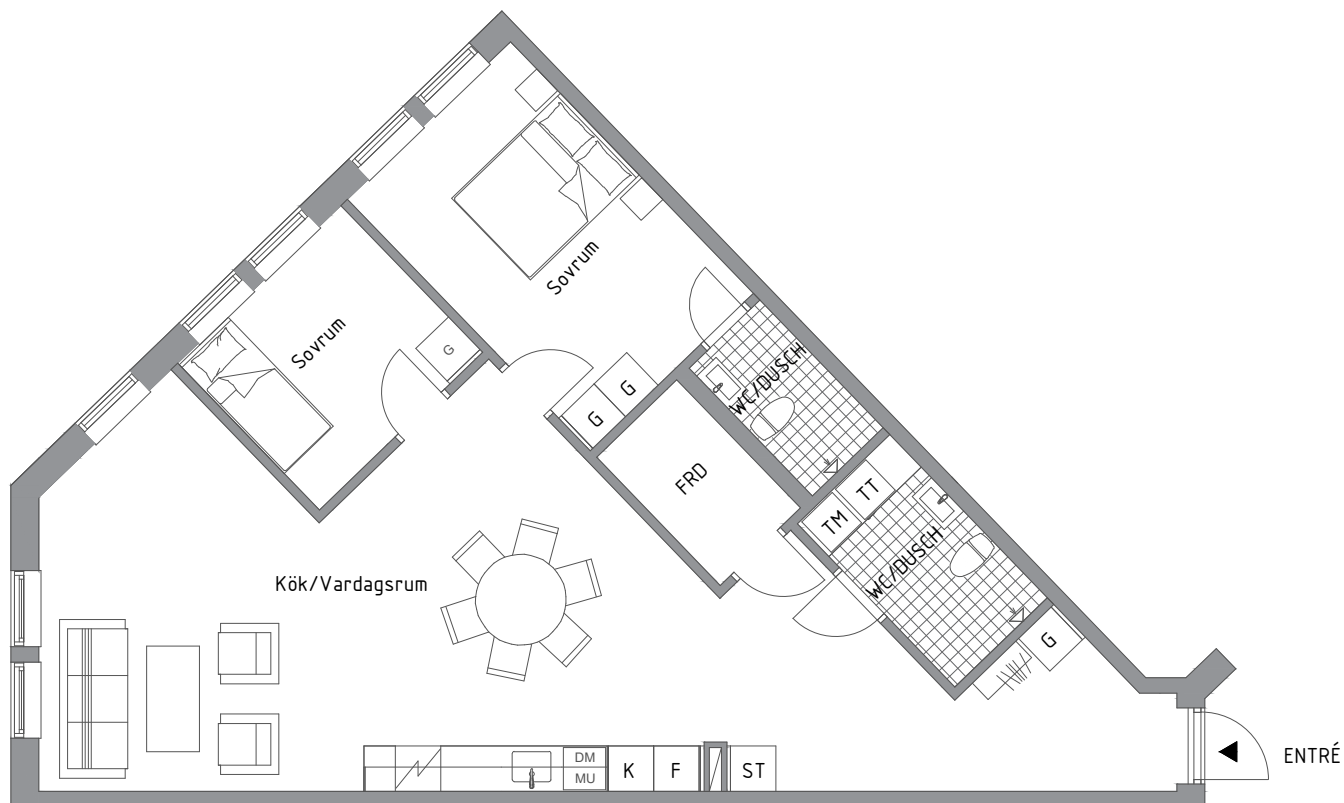 Sovrum
Sovrum
G
G
G
WC/DUSCH
FRD
TM
TT
WC/DUSCH
Kök/Vardagsrum
G
DM
MU
K
F
ST
ENTRÉ